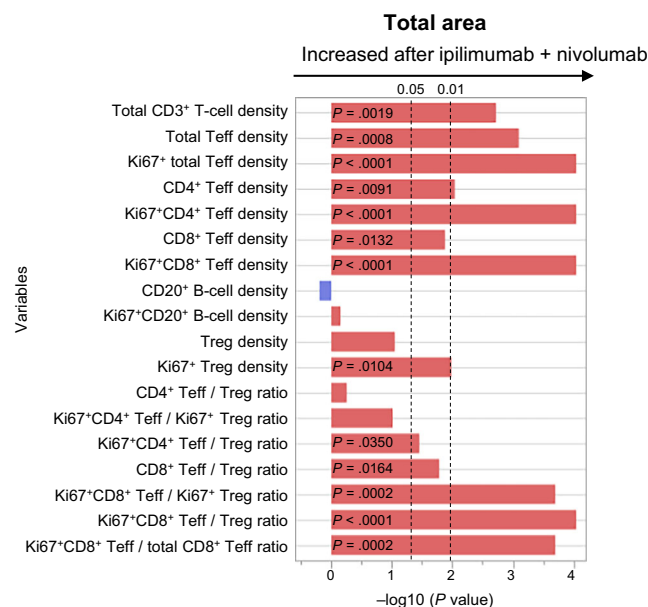 Total area
Increased after ipilimumab + nivolumab
0.05 0.01
Total CD3⁺ T-cell density P = .0019
Total Teff density P = .0008
Ki67⁺ total Teff density P < .0001
CD4⁺ Teff density P = .0091
Ki67⁺CD4⁺ Teff density P < .0001
CD8⁺ Teff density P = .0132
Ki67⁺CD8⁺ Teff density P < .0001
CD20⁺ B-cell density
Ki67⁺CD20⁺ B-cell density
Treg density
Ki67⁺ Treg density P = .0104
CD4⁺ Teff / Treg ratio
Ki67⁺CD4⁺ Teff / Ki67⁺ Treg ratio
Ki67⁺CD4⁺ Teff / Treg ratio P = .0350
CD8⁺ Teff / Treg ratio P = .0164
Ki67⁺CD8⁺ Teff / Ki67⁺ Treg ratio P = .0002
Ki67⁺CD8⁺ Teff / Treg ratio P < .0001
Ki67⁺CD8⁺ Teff / total CD8⁺ Teff ratio P = .0002
Variables
0 1 2 3 4
–log10 (P value)